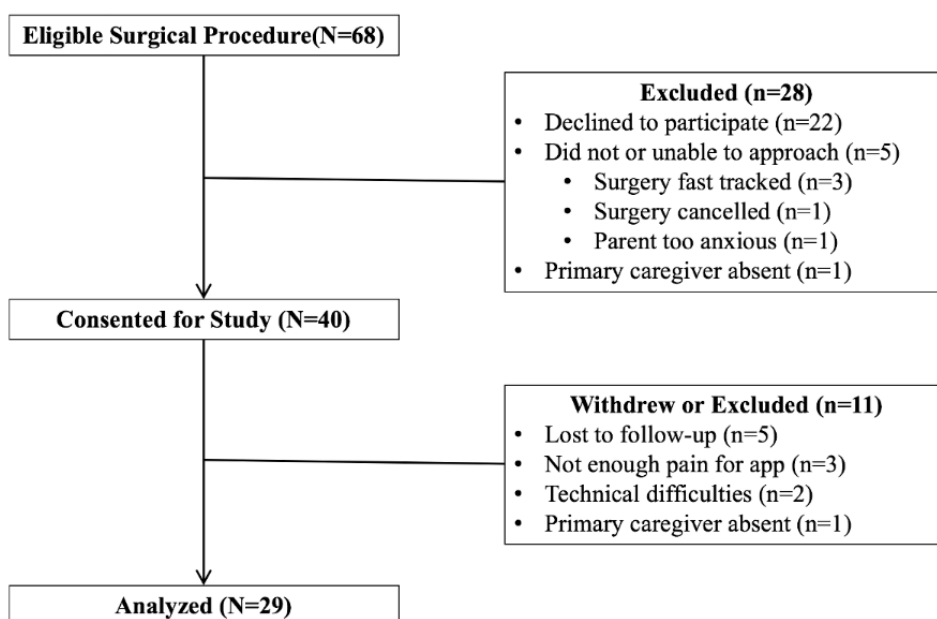 Eligible Surgical Procedure(N=68)
Excluded (n=28)
• Declined to participate (n=22)
• Did not or unable to approach (n=5)
• Surgery fast tracked (n=3)
• Surgery cancelled (n=1)
• Parent too anxious (n=1)
• Primary caregiver absent (n=1)
Consented for Study (N=40)
Withdrew or Excluded (n=11)
• Lost to follow-up (n=5)
• Not enough pain for app (n=3)
• Technical difficulties (n=2)
• Primary caregiver absent (n=1)
Analyzed (N=29)